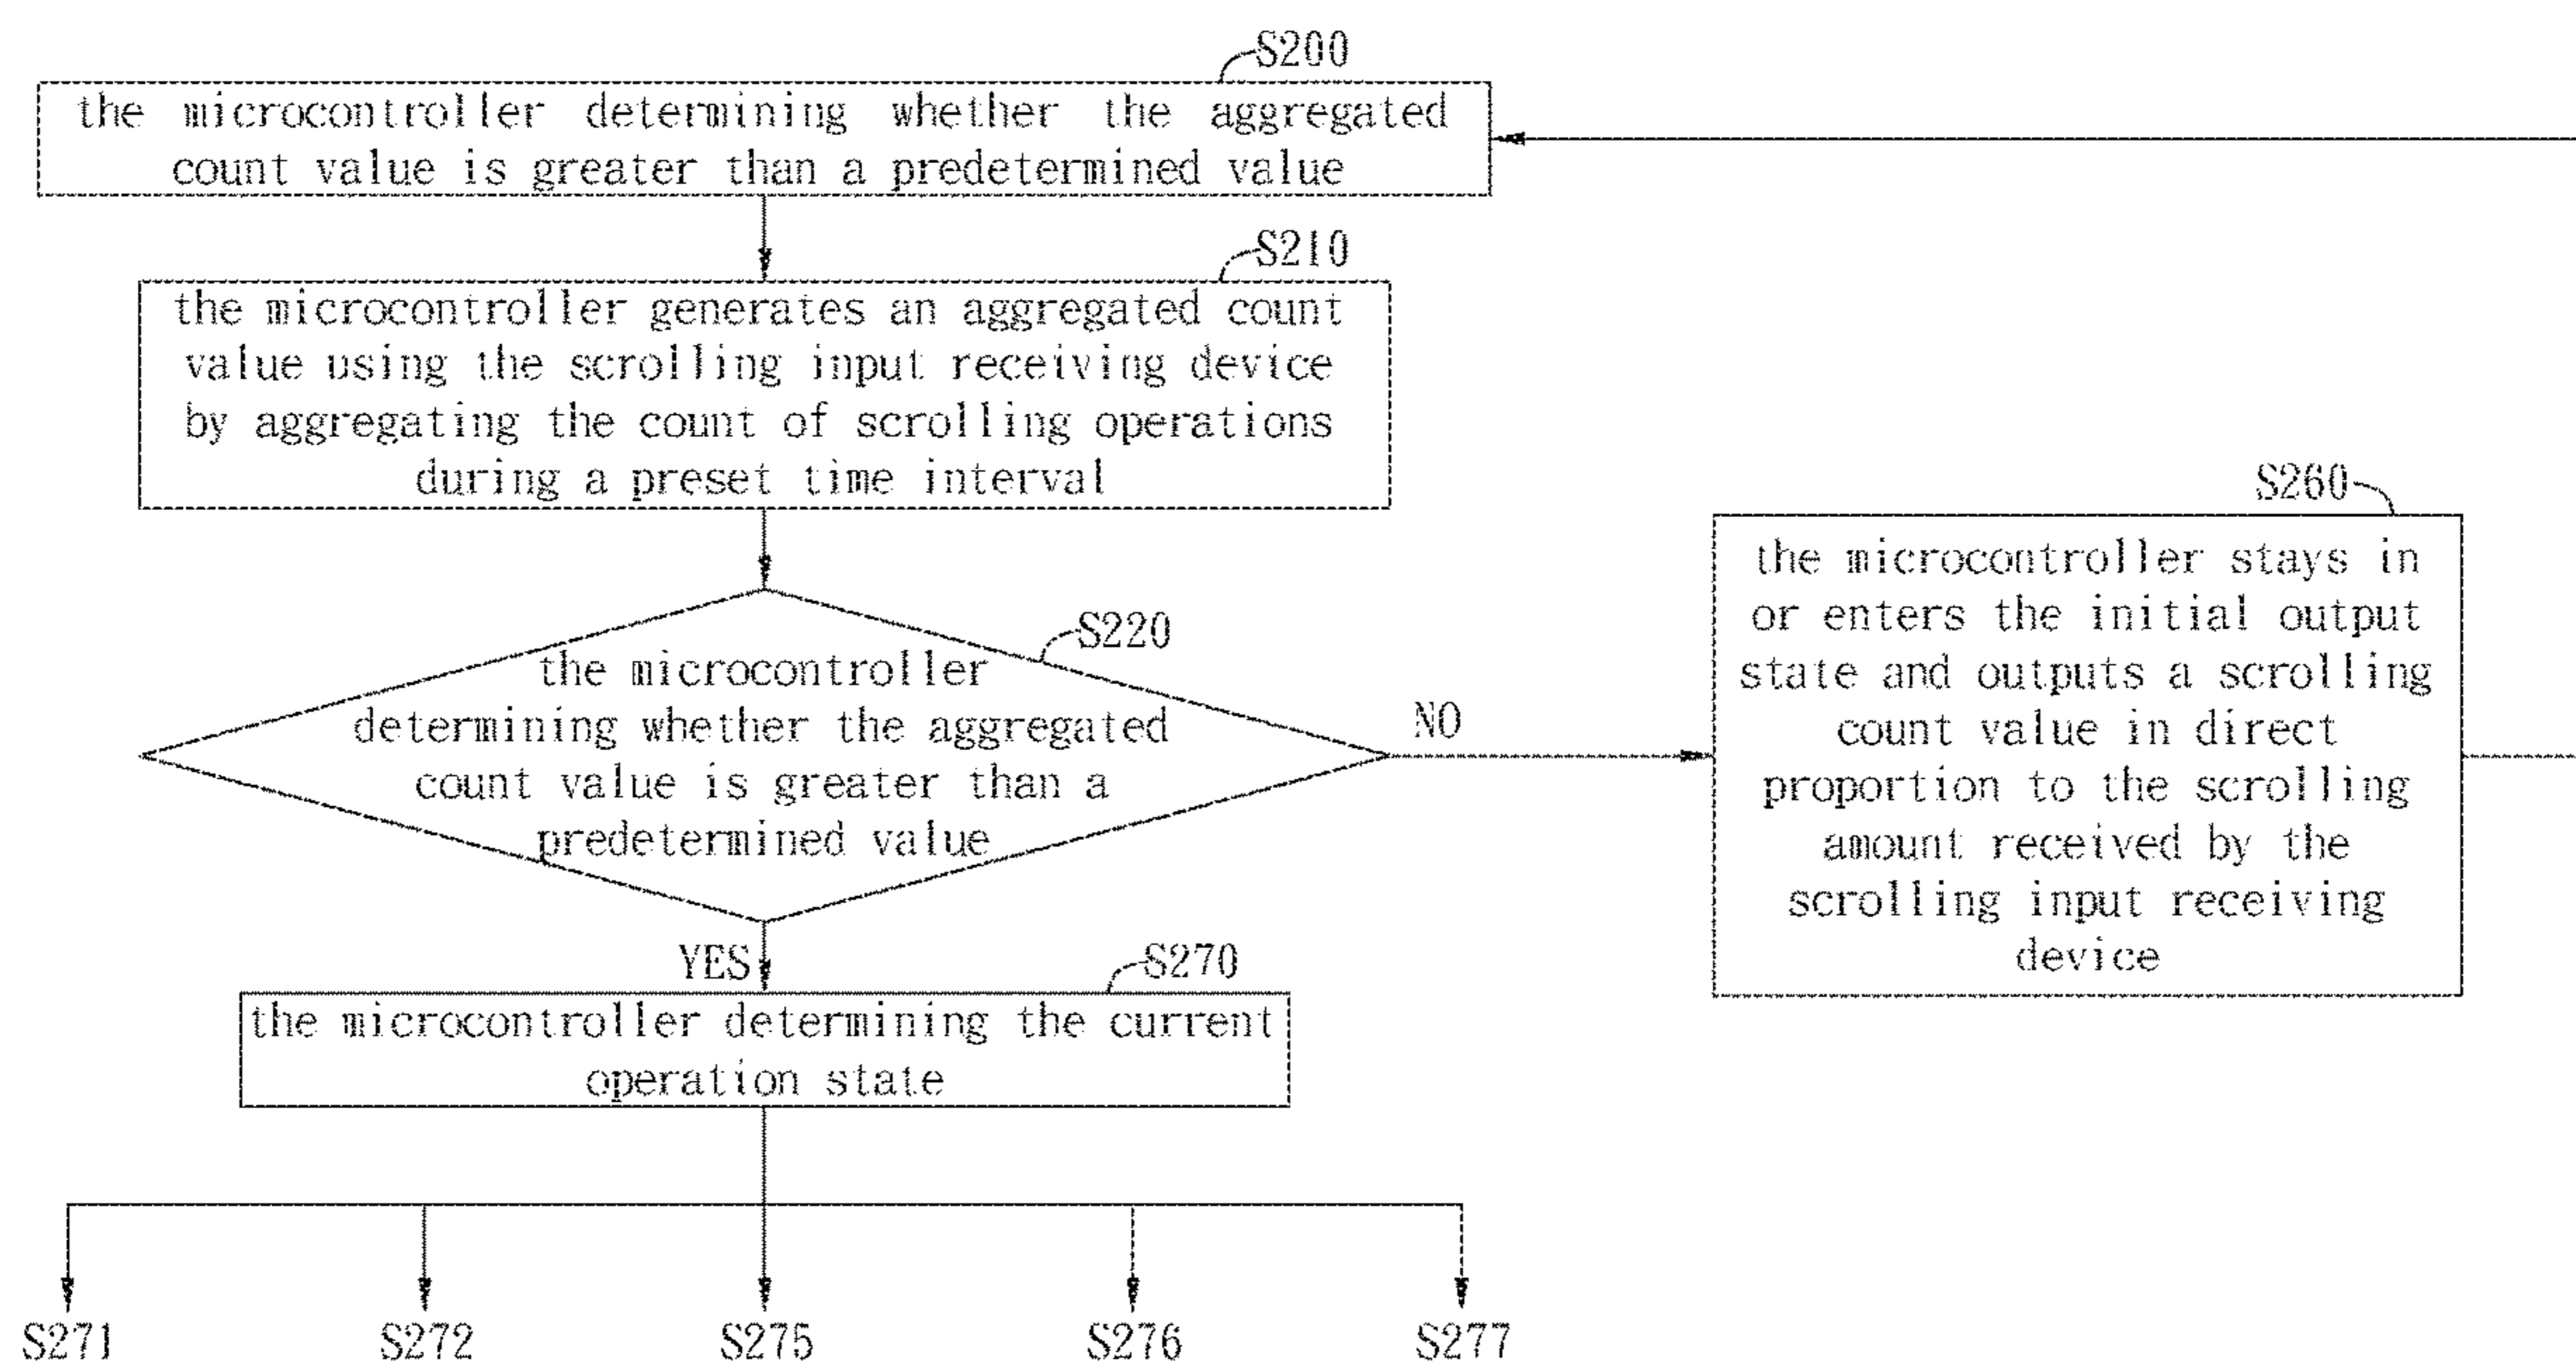 S200
the microcontroller determining whether the aggregated
count value is greater than a predetermined value
S210
the microcontroller generates an aggregated count
value using the scrolling input receiving device
by aggregating the count of scrolling operations
during a preset time interval
S220
the microcontroller
determining whether the aggregated
count value is greater than a
predetermined value
NO
S260
the microcontroller stays in
or enters the initial output
state and outputs a scrolling
count value in direct
proportion to the scrolling
amount received by the
scrolling input receiving
device
YES
S270
the microcontroller determining the current
operation state
S271
S272
S275
S276
S277